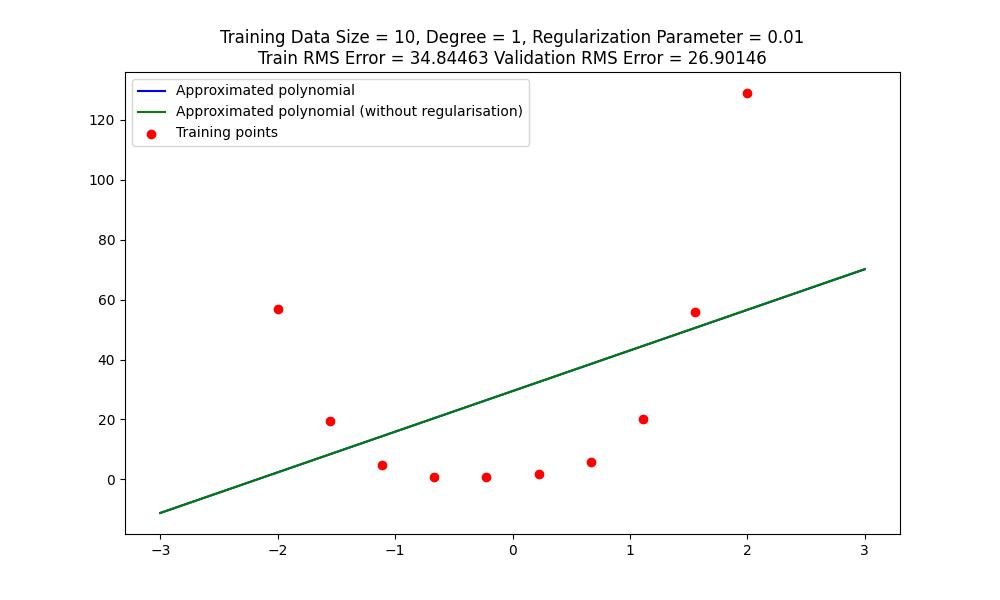 Training Data Size = 10, Degree = 1, Regularization Parameter = 0.01
Train RMS Error = 34.84463 Validation RMS Error = 26.90146
Approximated polynomial
Approximated polynomial (without regularisation)
Training points
120
100
80
60
40
20
0
−3
−2
−1
0
1
2
3